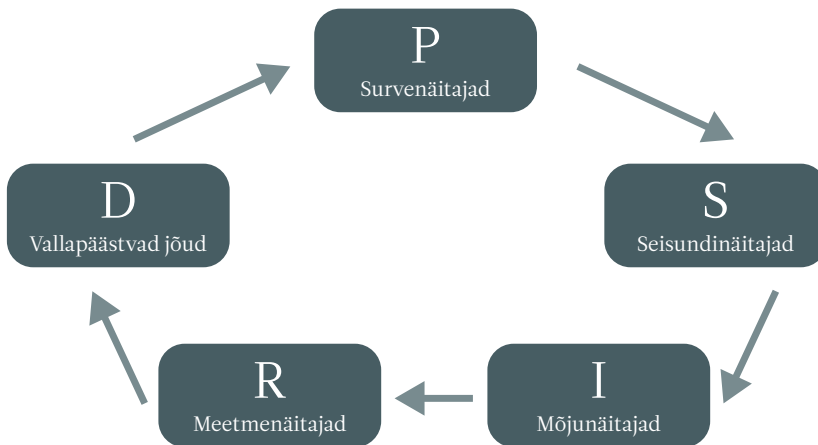 P
Survenäitajad
D
Vallapäästvad jõud
S
Seisundinäitajad
R
Meetmenäitajad
I
Mõjunäitajad